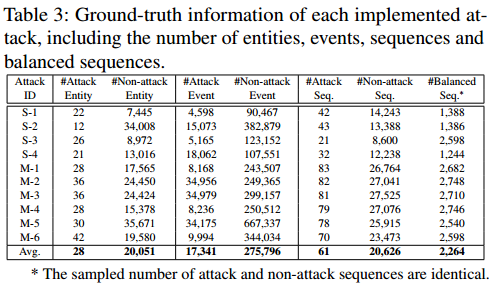 Table 3: Ground-truth information of each implemented at-
tack, including the number of entities, events, sequences and
balanced sequences.
Attack #Attack #Non-attack #Attack #Non-attack #Attack #Non-attack #Balanced
ID Entity Entity Event Event Seq. Seq. Seq.*
S-1 22 7,445 4,598 90,467 42 14,243 1,388
S-2 12 34,008 15,073 382,879 43 13,388 1,386
S-3 26 8,972 5,165 123,152 21 8,600 2,598
S-4 21 13,016 18,062 107,551 32 12,238 1,244
M-1 28 17,565 8,168 243,507 83 26,764 2,682
M-2 36 24,450 34,956 249,365 82 27,041 2,748
M-3 36 24,424 34,979 299,157 81 27,525 2,710
M-4 28 15,378 8,236 250,512 79 27,076 2,746
M-5 30 35,671 34,175 667,337 78 25,915 2,540
M-6 42 19,580 9,994 344,034 70 23,473 2,598
Avg. 28 20,051 17,341 275,796 61 20,626 2,264
* The sampled number of attack and non-attack sequences are identical.